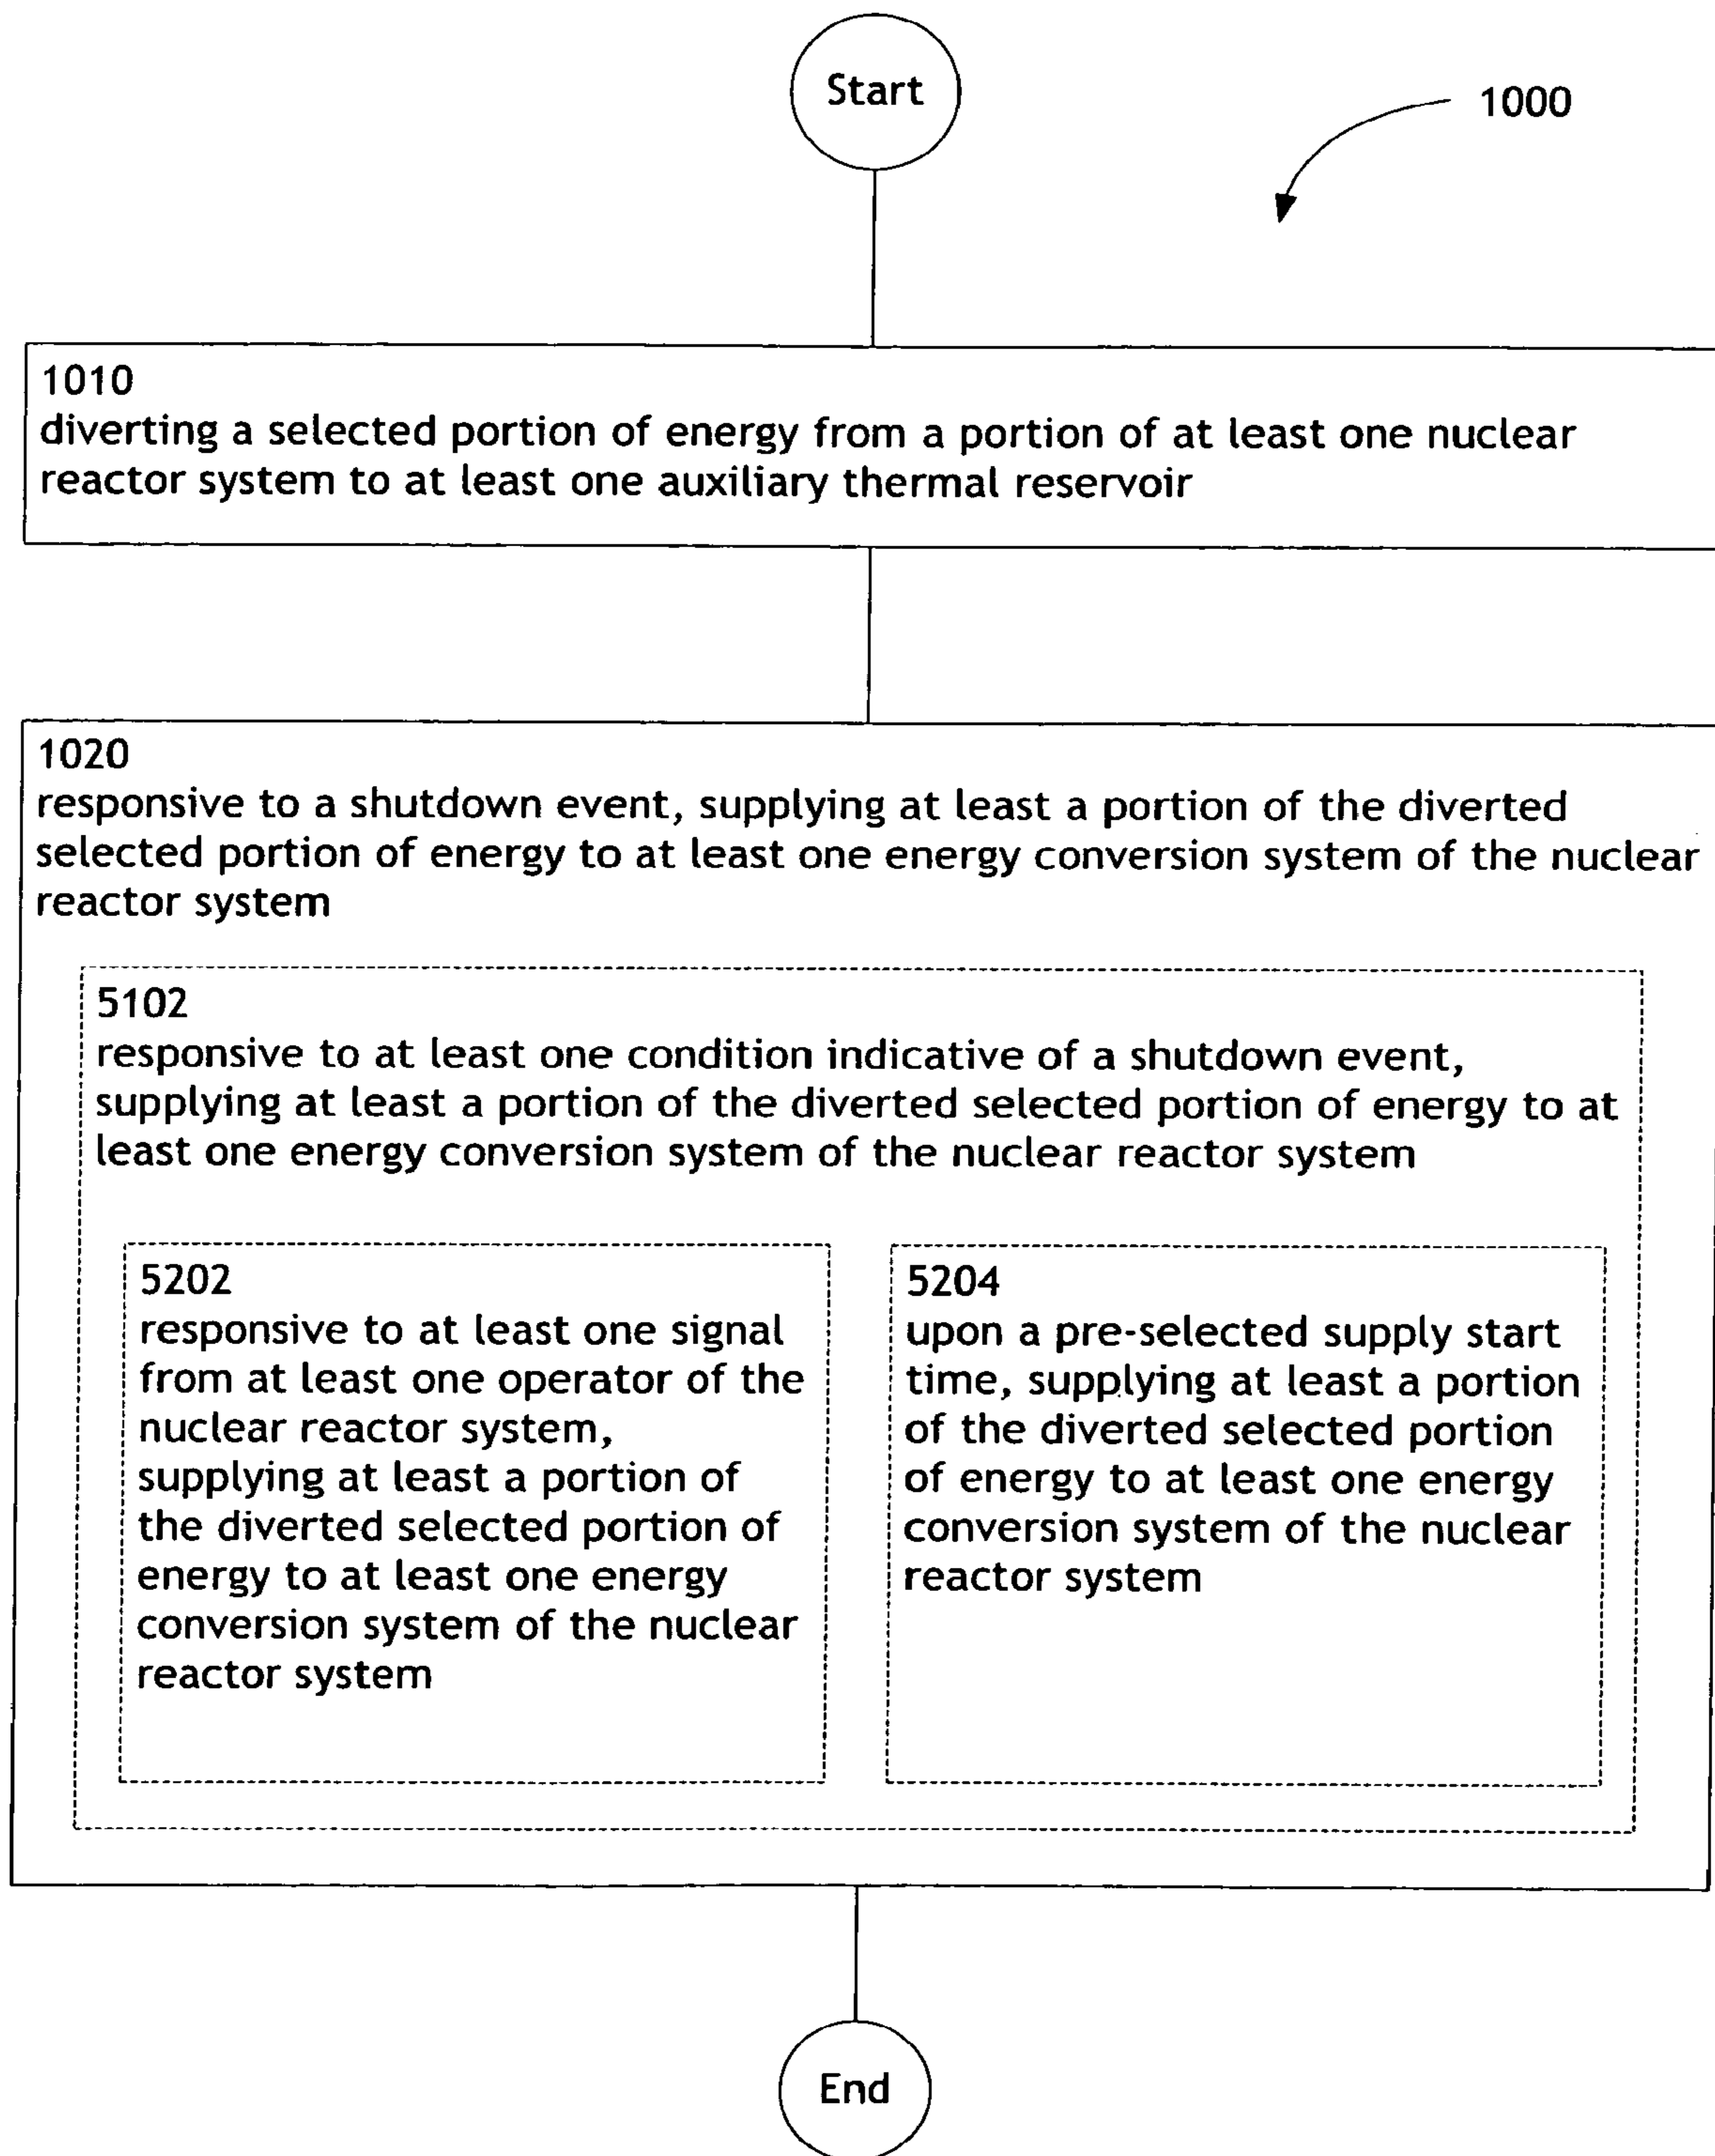 Start
1000
1010
diverting a selected portion of energy from a portion of at least one nuclear
reactor system to at least one auxiliary thermal reservoir
1020
responsive to a shutdown event, supplying at least a portion of the diverted
selected portion of energy to at least one energy conversion system of the nuclear
reactor system
5102
responsive to at least one condition indicative of a shutdown event,
supplying at least a portion of the diverted selected portion of energy to at
least one energy conversion system of the nuclear reactor system
5202
responsive to at least one signal
from at least one operator of the
nuclear reactor system,
supplying at least a portion of
the diverted selected portion of
energy to at least one energy
conversion system of the nuclear
reactor system
5204
upon a pre-selected supply start
time, supplying at least a portion
of the diverted selected portion
of energy to at least one energy
conversion system of the nuclear
reactor system
End